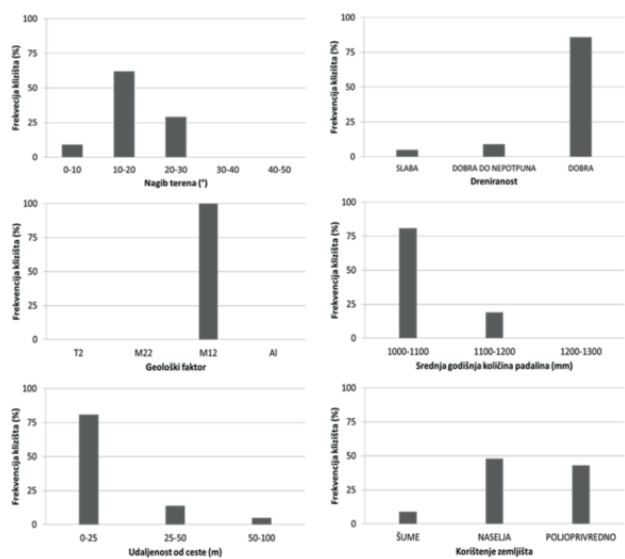 Frekvecija klizišta (%)
100
75
50
25
0
0-10 10-20 20-30 30-40 40-50
Nagib terena (°)
Frekvencija klizišta (%)
100
75
50
25
0
SLABA DOBRA DO NEPOTPUNA DOBRA
Dreniranost
Frekvencija klizišta (%)
100
75
50
25
0
T2 M22 M12 Al
Geološki faktor
Frekvencija klizišta (%)
100
75
50
25
0
1000-1100 1100-1200 1200-1300
Srednja godišnja količina padalina (mm)
Frekvencija klizišta (%)
100
75
50
25
0
0-25 25-50 50-100
Udaljenost od ceste (m)
Frekvencija klizišta (%)
100
75
50
25
0
ŠUME NASELJA POLJOPRIVREDNO
Korištenje zemljišta